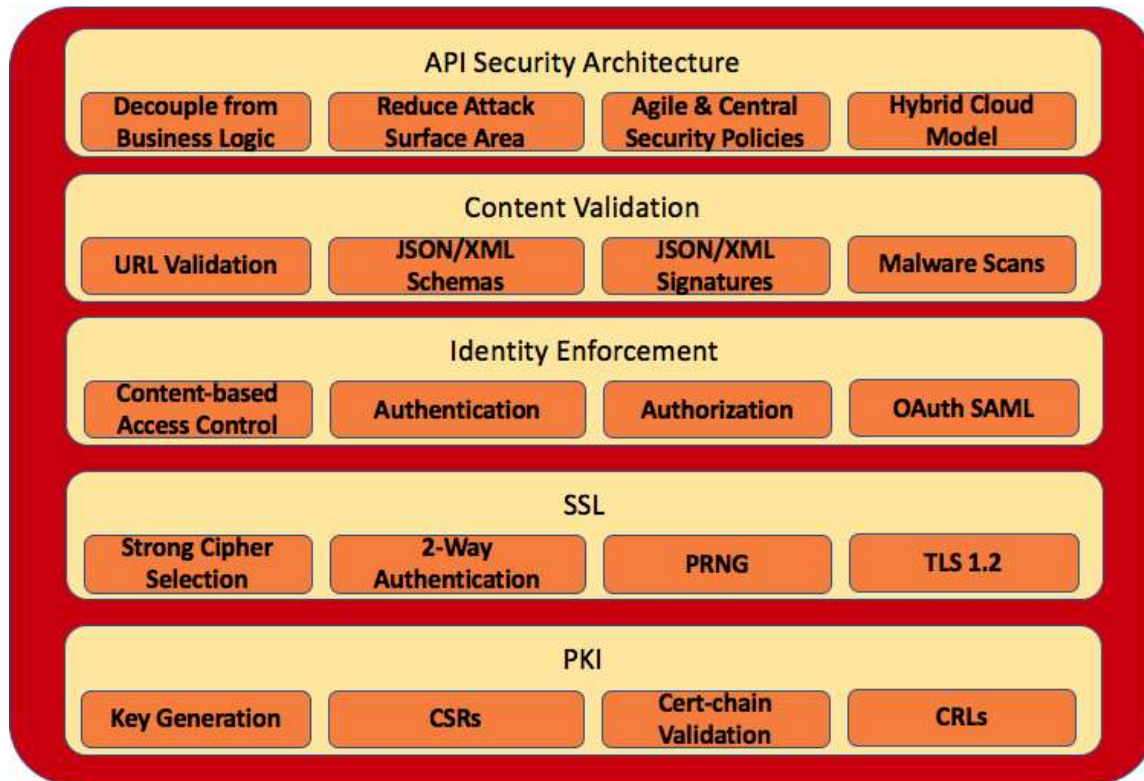 API Security Architecture
Decouple from
Business Logic
Reduce Attack
Surface Area
Agile & Central
Security Policies
Hybrid Cloud
Model
Content Validation
URL Validation
JSON/XML
Schemas
JSON/XML
Signatures
Malware Scans
Identity Enforcement
Content-based
Access Control
Authentication
Authorization
OAuth SAML
SSL
Strong Cipher
Selection
2-Way
Authentication
PRNG
TLS 1.2
PKI
Key Generation
CSRs
Cert-chain
Validation
CRLs